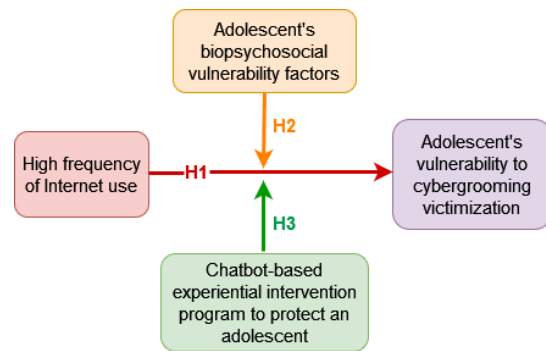 Adolescent's
biopsychosocial
vulnerability factors
H2
High frequency
of Internet use
H1
Adolescent's
vulnerability to
cybergrooming
victimization
H3
Chatbot-based
experiential intervention
program to protect an
adolescent